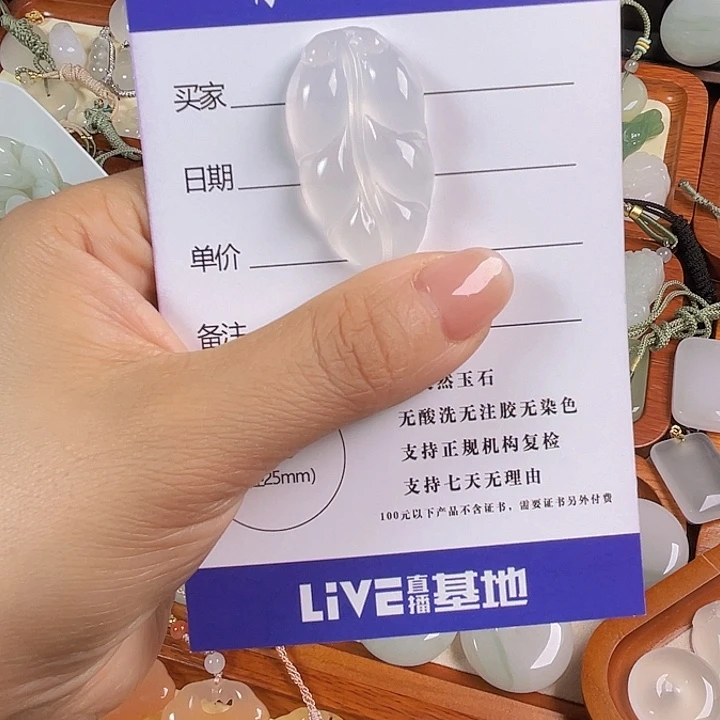 买家
日期
单价
备注
然玉石
无酸洗无注胶无染色
支持正规机构复检
支持七天无理由
25mm)
100元以下产品不含证书，需要证书另外付费
LiVE直播基地